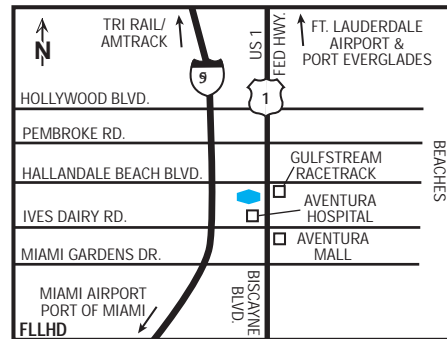 TRI RAIL/
AMTRACK
US 1
FED HWY.
FT. LAUDERDALE
AIRPORT &
PORT EVERGLADES
N
1
HOLLYWOOD BLVD.
PEMBROKE RD.
HALLANDALE BEACH BLVD.
GULFSTREAM
RACETRACK
BEACHES
IVES DAIRY RD.
AVENTURA
HOSPITAL
AVENTURA
MALL
MIAMI GARDENS DR.
BISCAYNE
BLVD.
MIAMI AIRPORT
PORT OF MIAMI
FLLHD